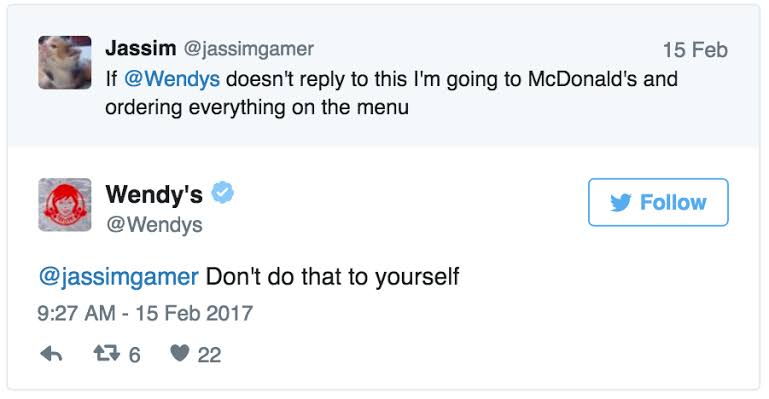 Jassim @jassimgamer 15 Feb
If @Wendys doesn't reply to this I'm going to McDonald's and
ordering everything on the menu
Wendy's
@Wendys
Follow
@jassimgamer Don't do that to yourself
9:27 AM - 15 Feb 2017
6 22